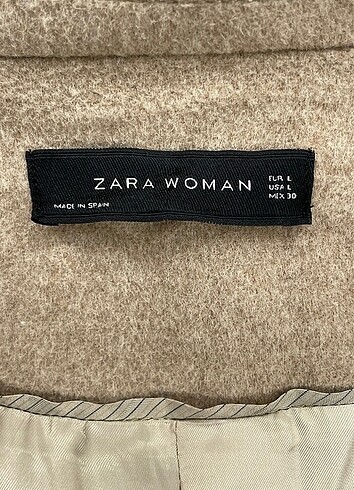 ZARA WOMAN
EUR L
USA L
MEX 30
MADE IN SPAIN